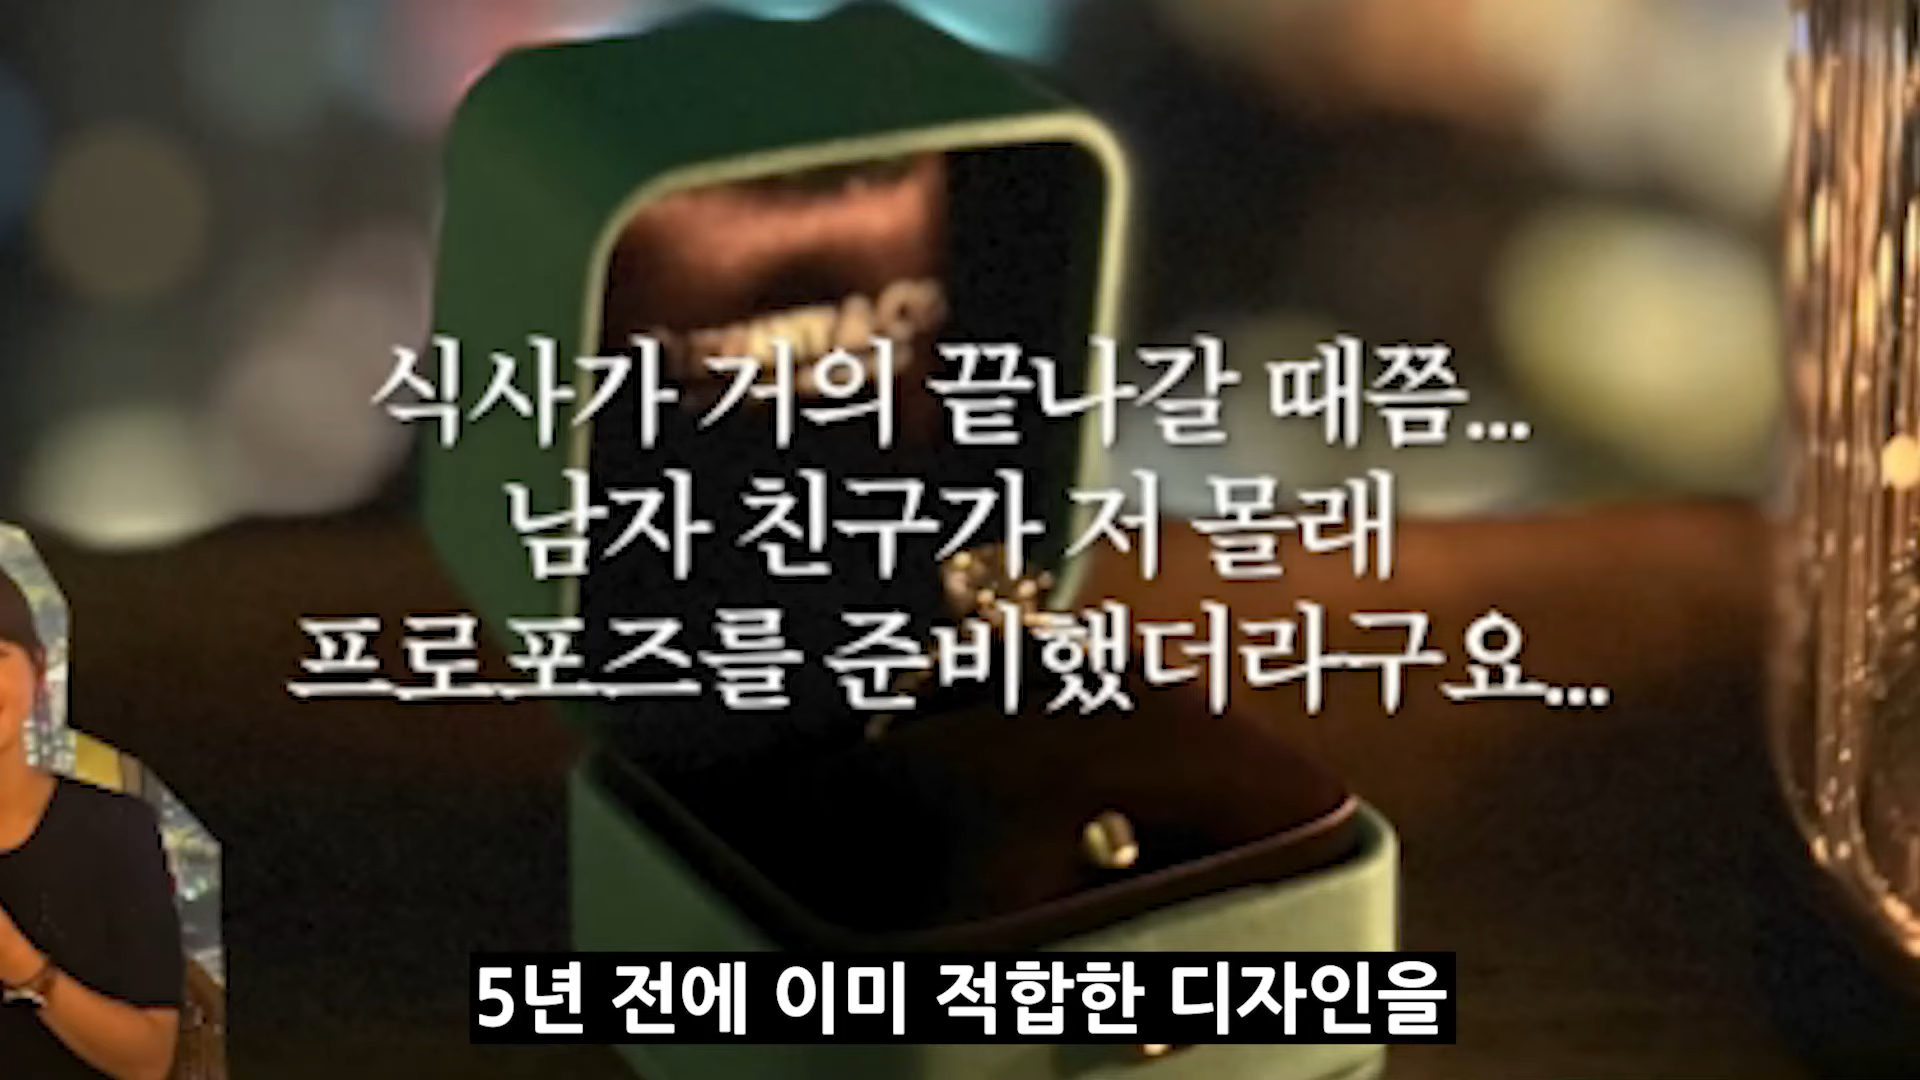 식사가 거의 끝나갈 때쯤...
남자 친구가 저 몰래
프로포즈를 준비했더라구요...
5년 전에 이미 적합한 디자인을